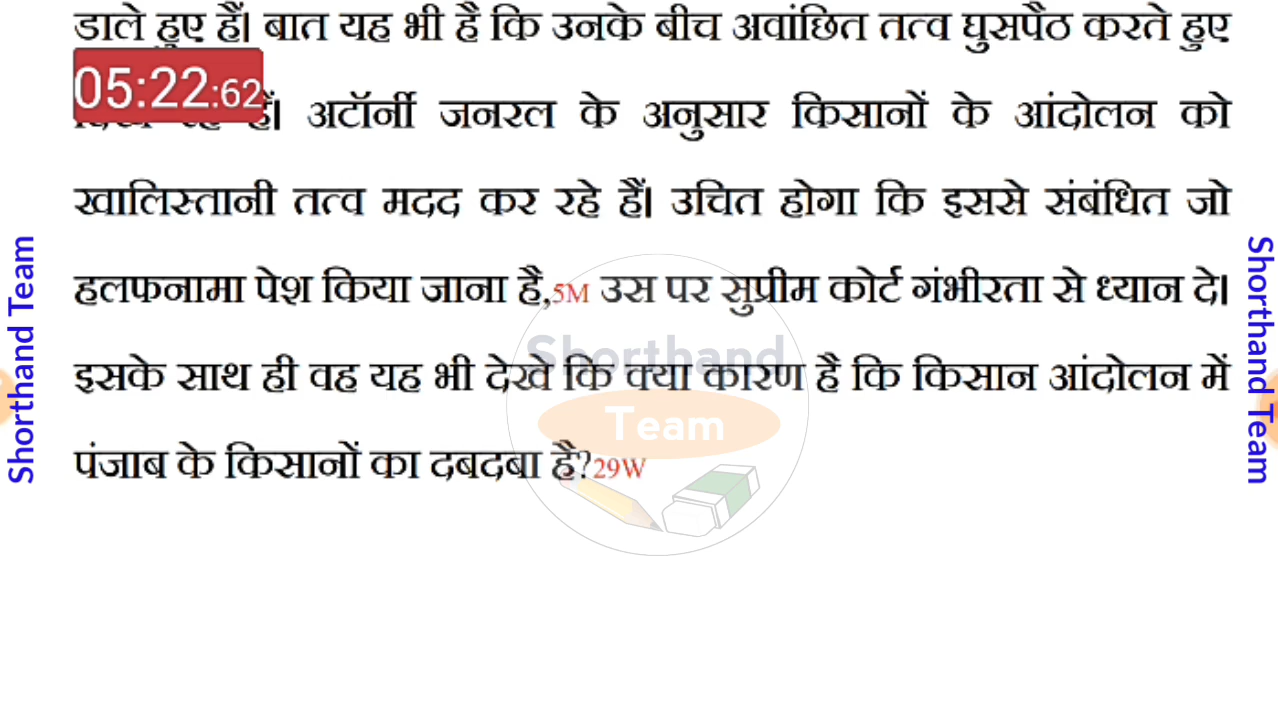 डाले हुए हैं। बात यह भी है कि उनके बीच अवांछित तत्व घुसपैठ करते हुए
05:22:62
हैं। अटॉर्नी जनरल के अनुसार किसानों के आंदोलन को
खालिस्तानी तत्व मदद कर रहे हैं। उचित होगा कि इससे संबंधित जो
हलफनामा पेश किया जाना है,5M उस पर सुप्रीम कोर्ट गंभीरता से ध्यान दे।
इसके साथ ही वह यह भी देखे कि क्या कारण है कि किसान आंदोलन में
पंजाब के किसानों का दबदबा है?29W
Shorthand
Team
Shorthand Team
Shorthand Team